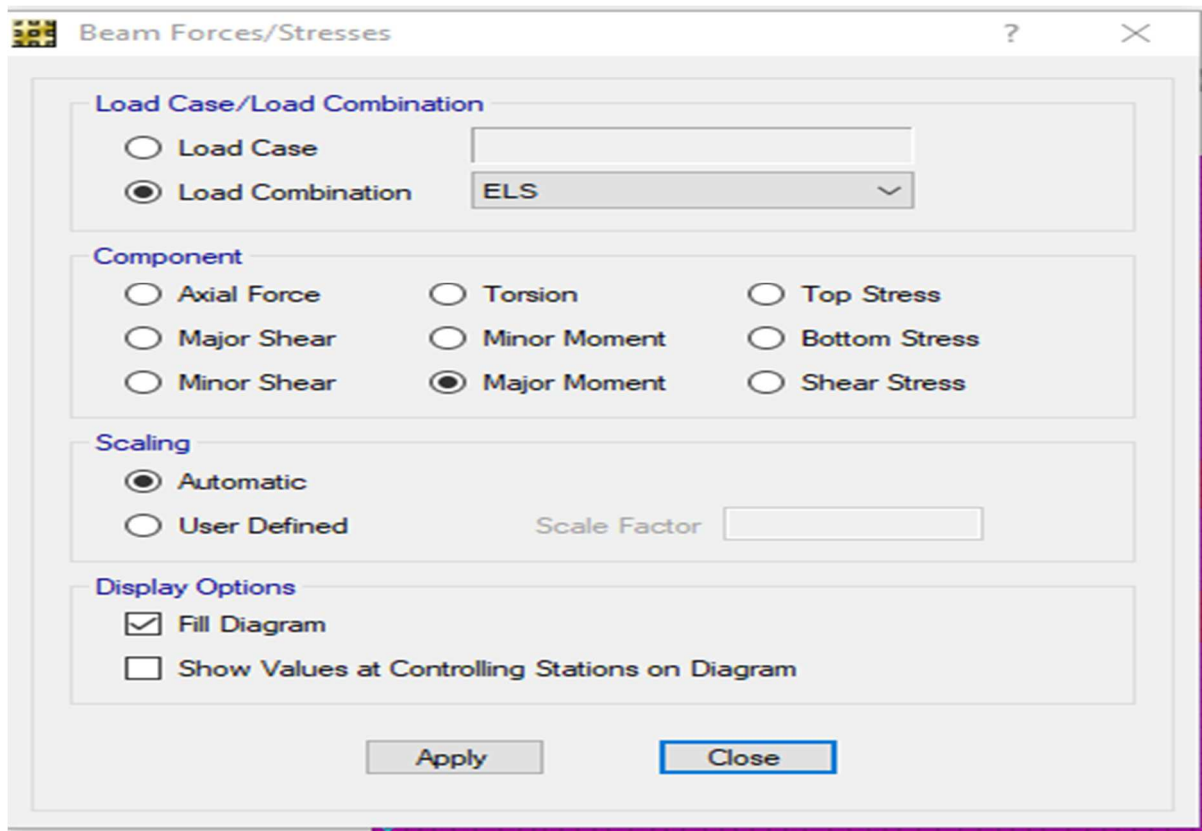 Beam Forces/Stresses ?
Load Case/Load Combination
Load Case
Load Combination ELS
Component
Axial Force Torsion Top Stress
Major Shear Minor Moment Bottom Stress
Minor Shear Major Moment Shear Stress
Scaling
Automatic
User Defined Scale Factor
Display Options
Fill Diagram
Show Values at Controlling Stations on Diagram
Apply Close